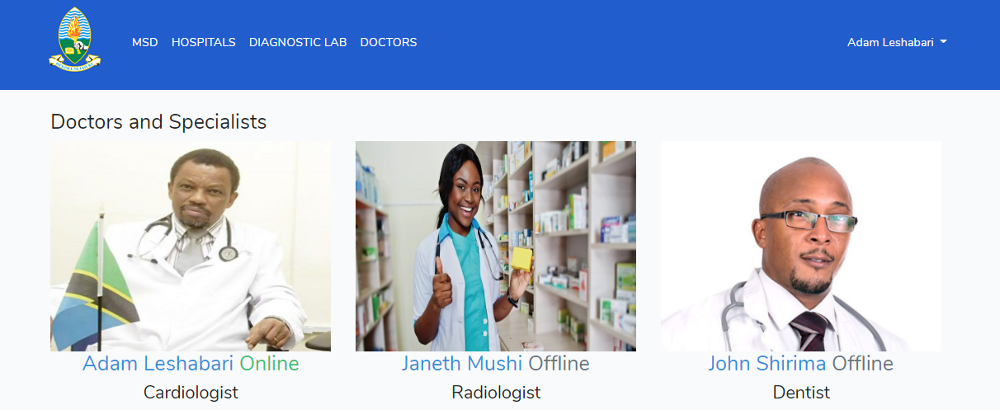 MSD HOSPITALS DIAGNOSTIC LAB DOCTORS Adam Leshabari
Doctors and Specialists
Adam Leshabari Online
Cardiologist
Janeth Mushi Offline
Radiologist
John Shirima Offline
Dentist